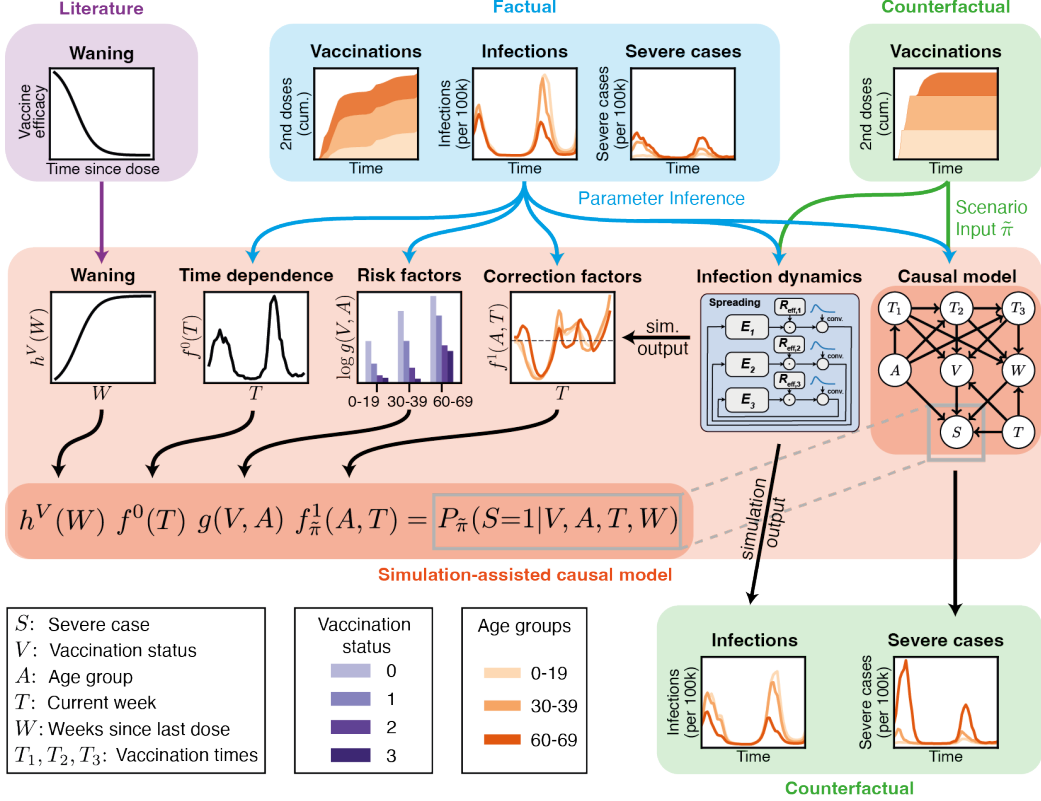 Literature
Factual
Counterfactual
Waning
Vaccine
efficacy
Time since dose
Vaccinations
2nd doses
(cum.)
Time
Infections
Infections
(per 100k)
Time
Severe cases
Severe cases
(per 100k)
Time
Vaccinations
2nd doses
(cum.)
Time
Parameter Inference
Scenario
Input π̃
Waning
h^V(W)
W
Time dependence
f^0(T)
T
Risk factors
log g(V, A)
0-19 30-39 60-69
Correction factors
f^1(A, T)
T
sim.
output
Infection dynamics
Spreading
R_eff,1
E_1
conv.
R_eff,2
E_2
conv.
R_eff,3
E_3
conv.
Causal model
T_1 T_2 T_3
A V W
S T
h^V(W) f^0(T) g(V, A) f^1_π̃(A, T) = P_π̃(S=1|V, A, T, W)
simulation
output
Simulation-assisted causal model
S: Severe case
V: Vaccination status
A: Age group
T: Current week
W: Weeks since last dose
T_1, T_2, T_3: Vaccination times
Vaccination
status
0
1
2
3
Age groups
0-19
30-39
60-69
Infections
Infections
(per 100k)
Time
Severe cases
Severe cases
(per 100k)
Time
Counterfactual